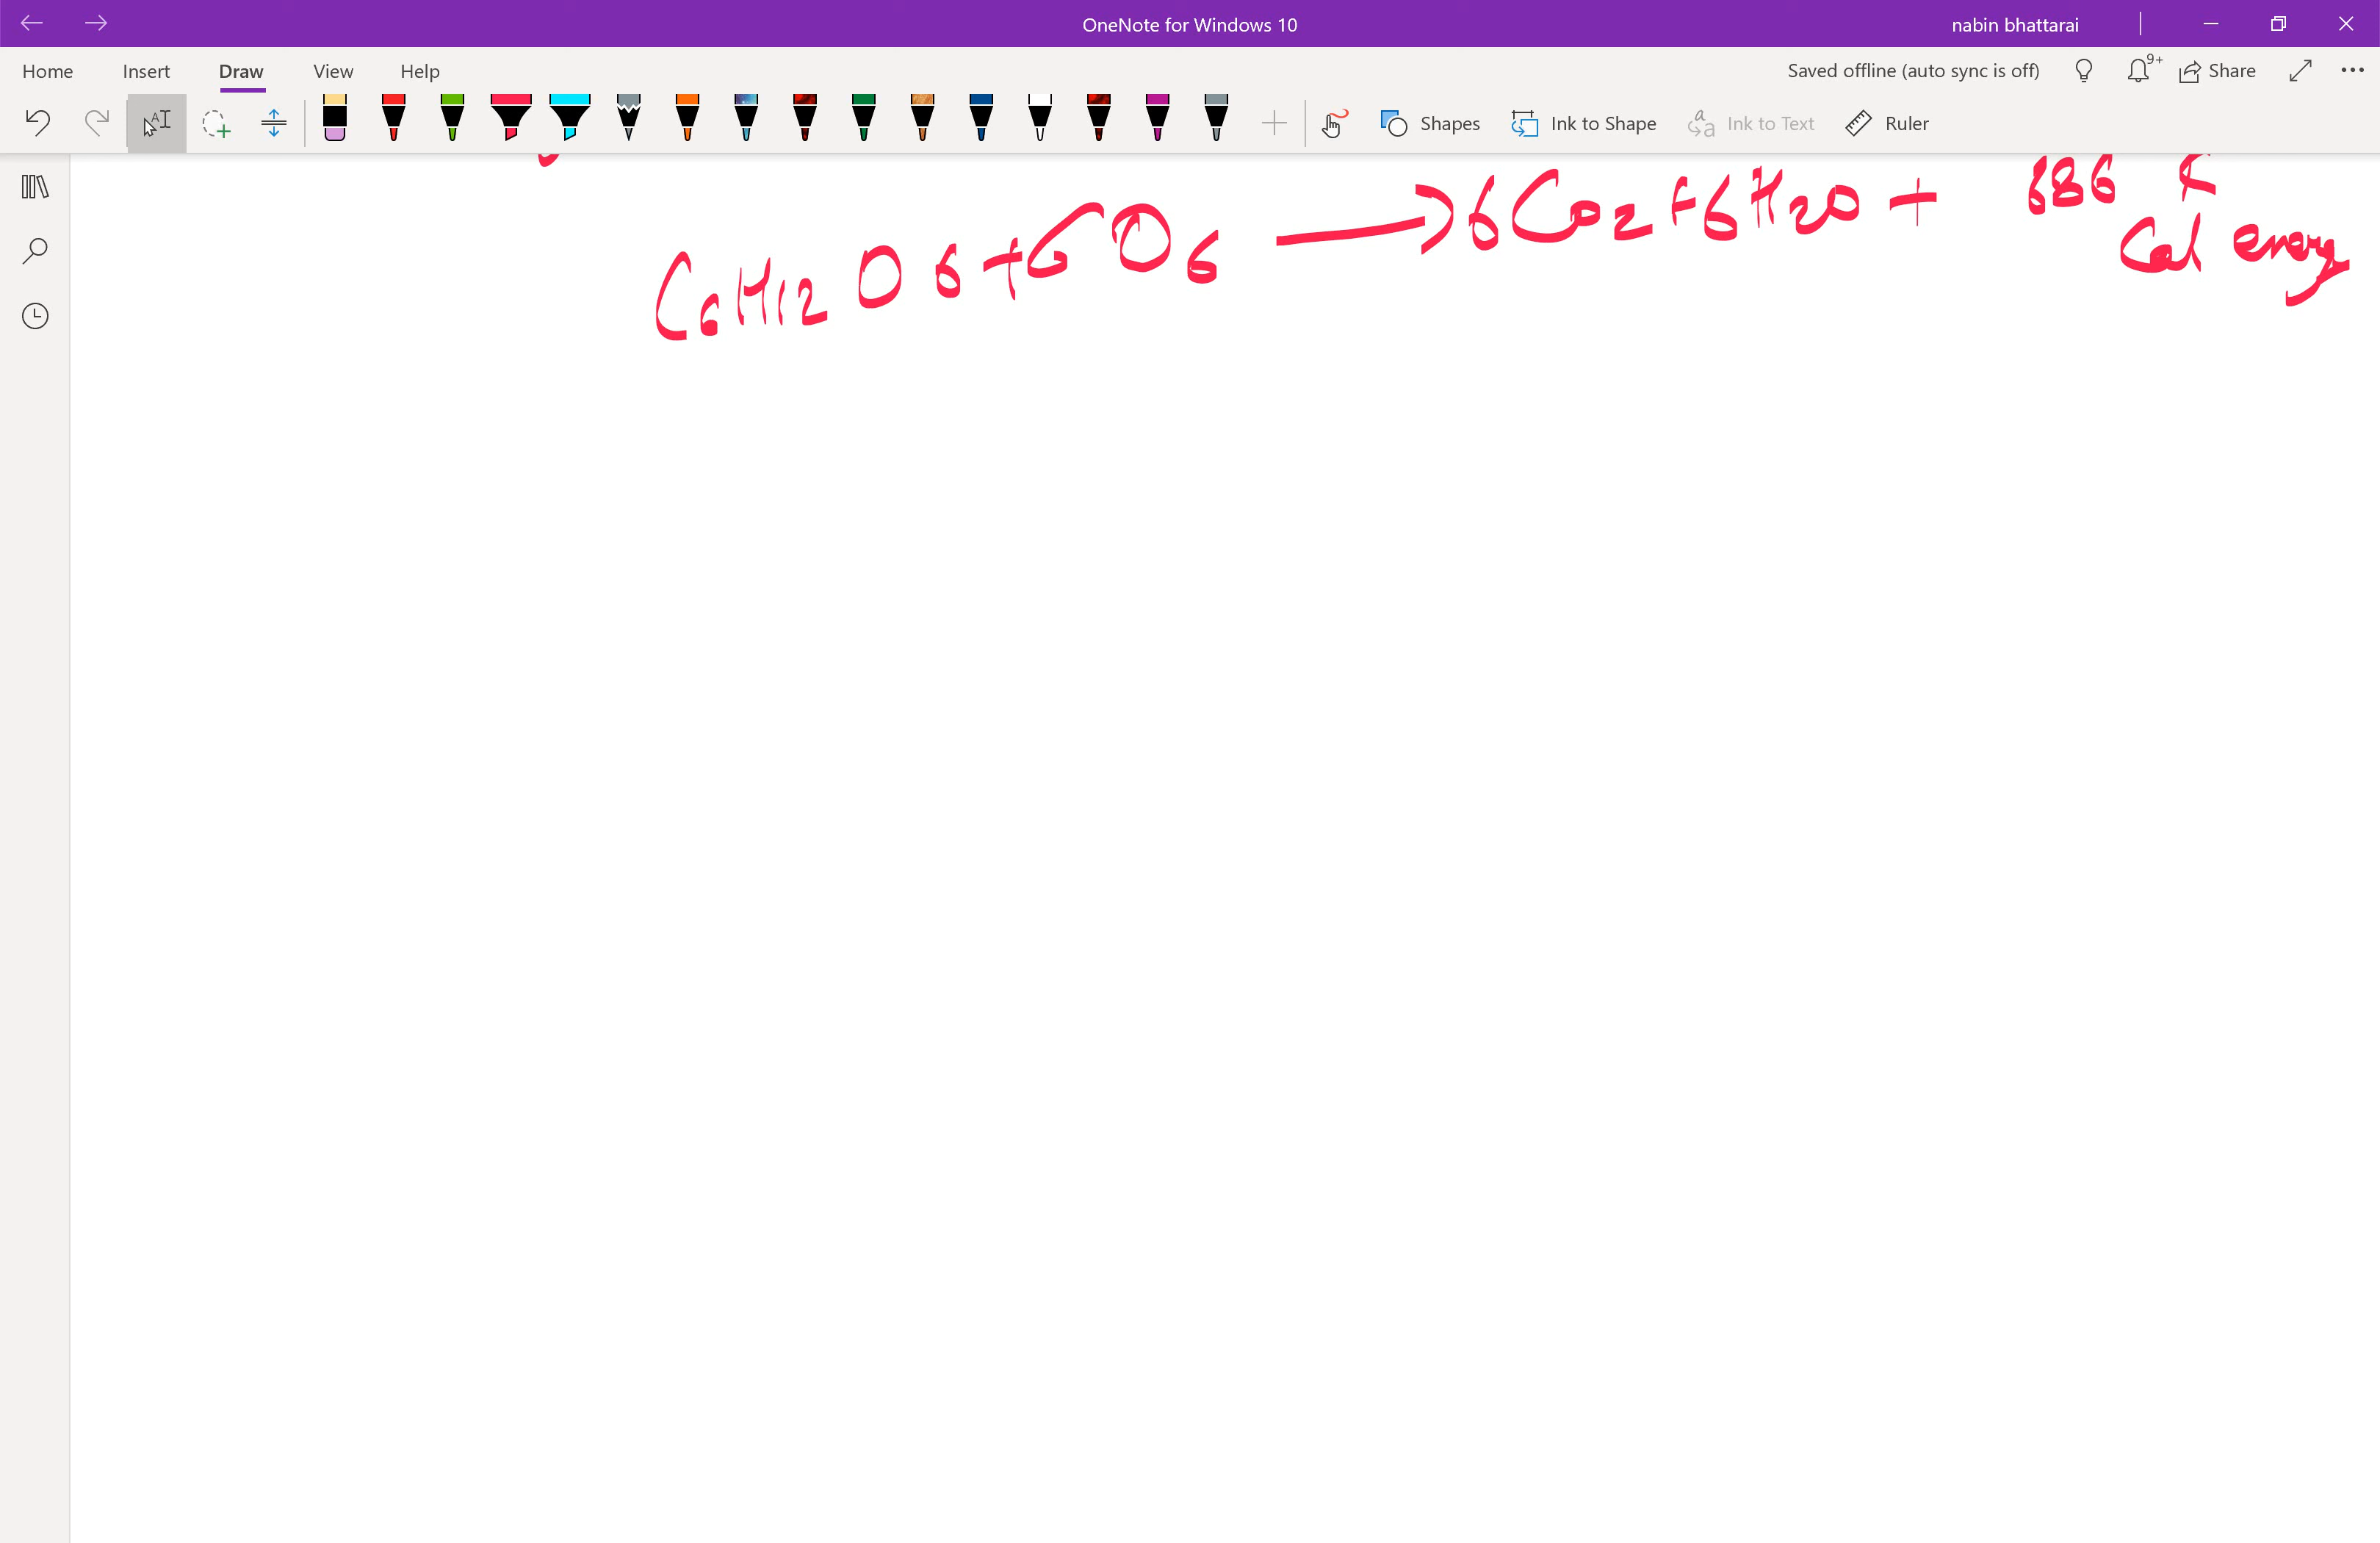 OneNote for Windows 10
nabin bhattarai
Home Insert Draw View Help
Saved offline (auto sync is off)
9+
Share
Shapes Ink to Shape Ink to Text Ruler
C6H12O6+6O6 → 6CO2+6H2O + 686 K
Cal energy